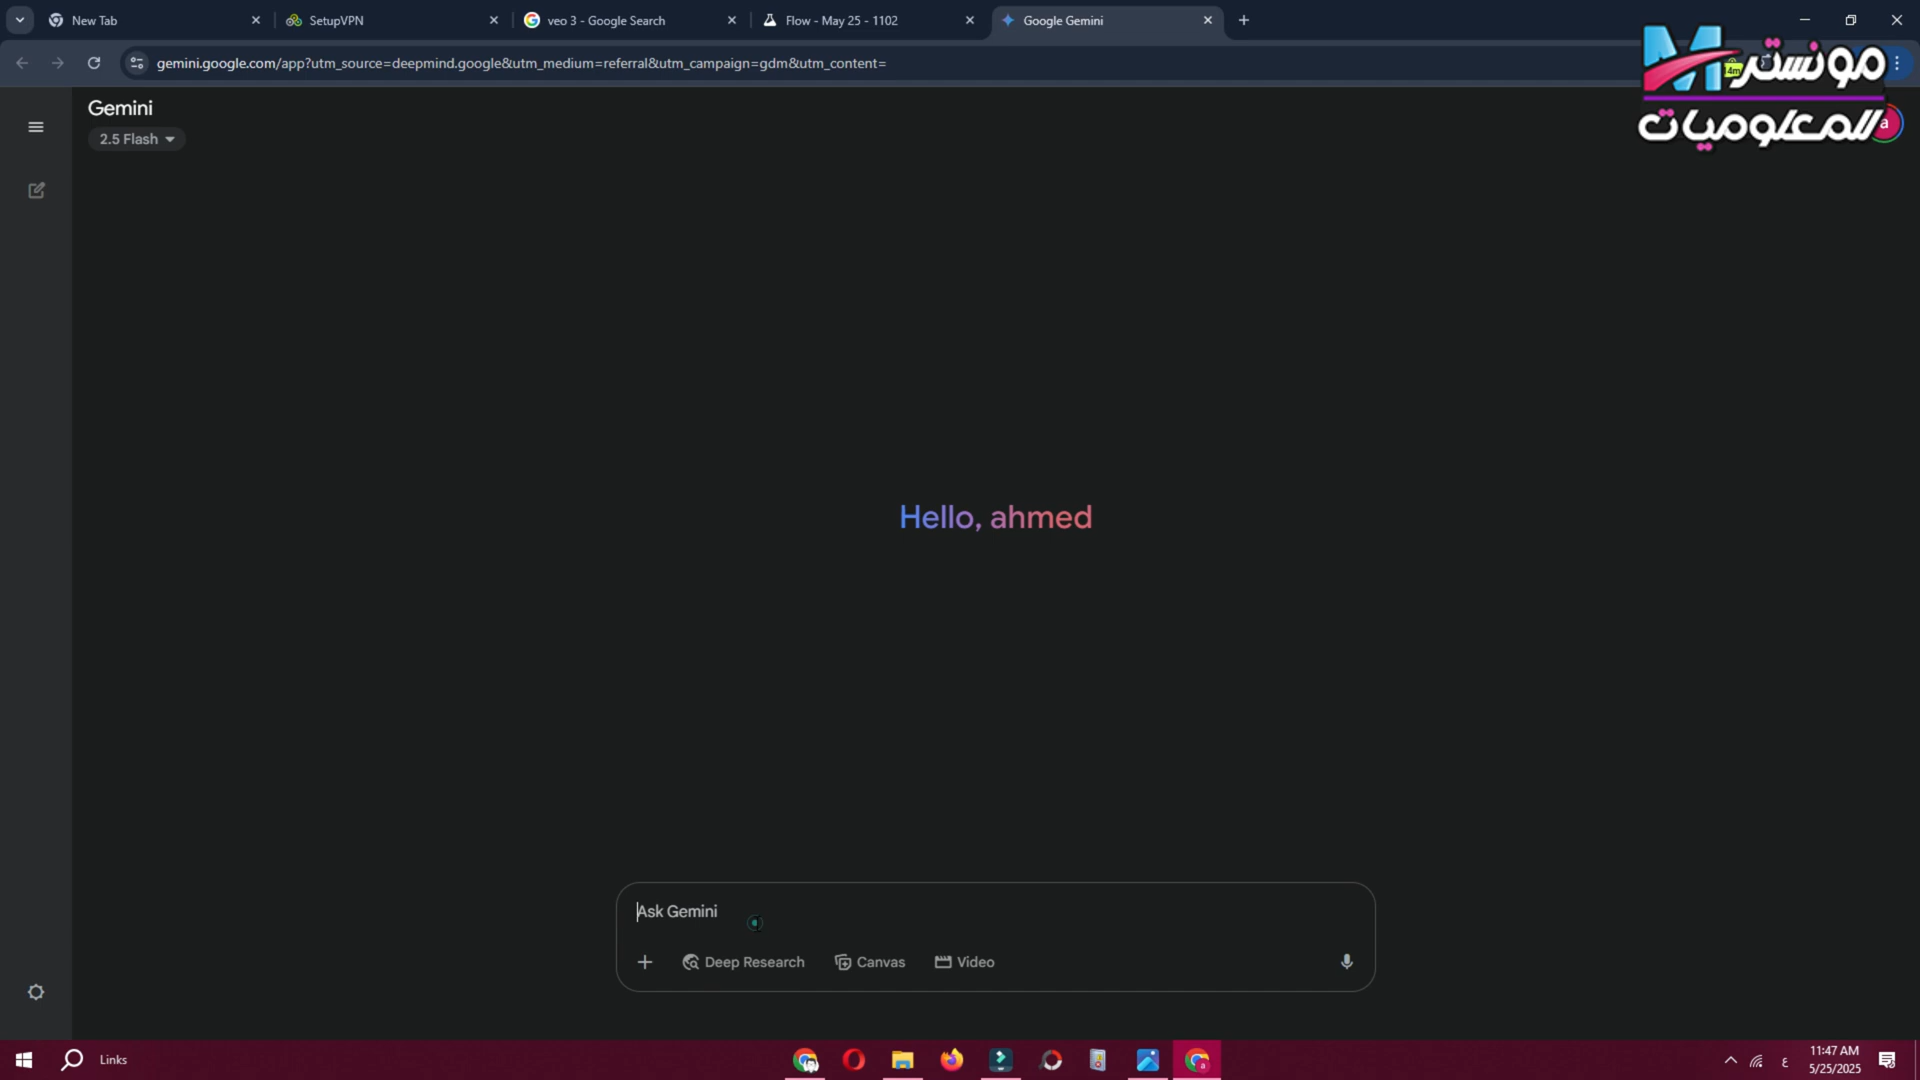 New Tab
SetupVPN
veo 3 - Google Search
Flow - May 25 - 1102
Google Gemini
gemini.google.com/app?utm_source=deepmind.google&utm_medium=referral&utm_campaign=gdm&utm_content=
مونستر
المعلوميات
14m
a
Gemini
2.5 Flash
Hello, ahmed
Ask Gemini
Deep Research
Canvas
Video
Links
ع
11:47 AM
5/25/2025